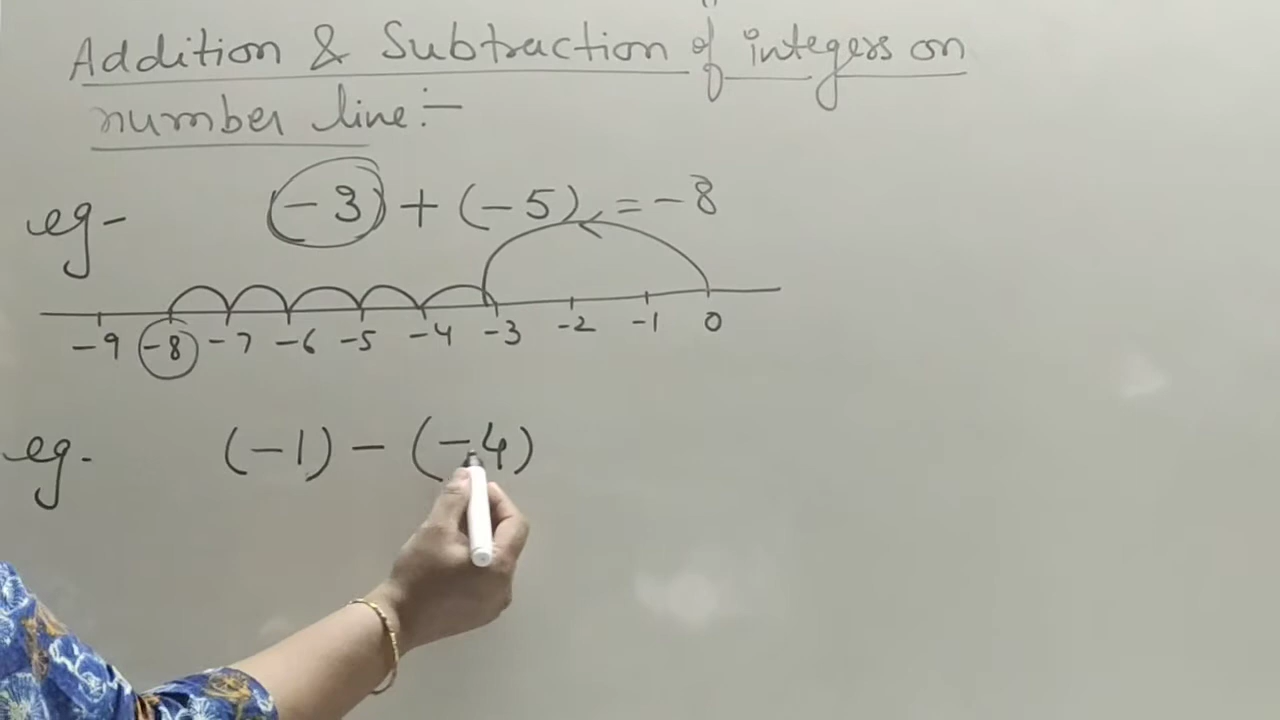 Addition & Subtraction of integers on
number line:-
eg- -3 + (-5) = -8
-9 -8 -7 -6 -5 -4 -3 -2 -1 0
eg. (-1) - (-4)